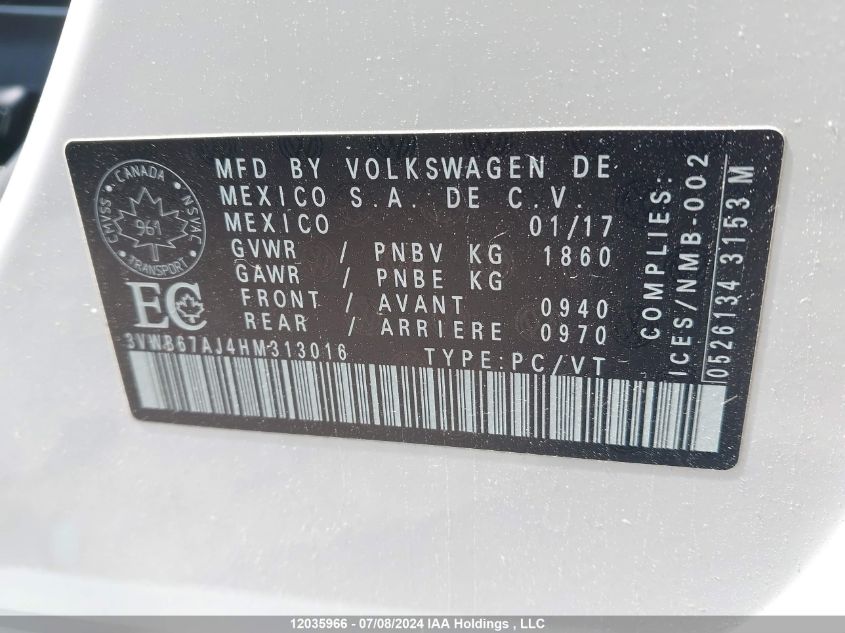 MFD BY VOLKSWAGEN DE
MEXICO S.A. DE C.V.
MEXICO 01/17
GVWR / PNBV KG 1860
GAWR / PNBE KG
FRONT / AVANT 0940
REAR / ARRIERE 0970
3VWB67AJ4HM313016 TYPE:PC/VT
CANADA
CMVSS • NSVAC
961
TRANSPORT
EC
COMPLIES:
ICES/NMB-002
0526134 3153 M
12035966 - 07/08/2024 IAA Holdings , LLC